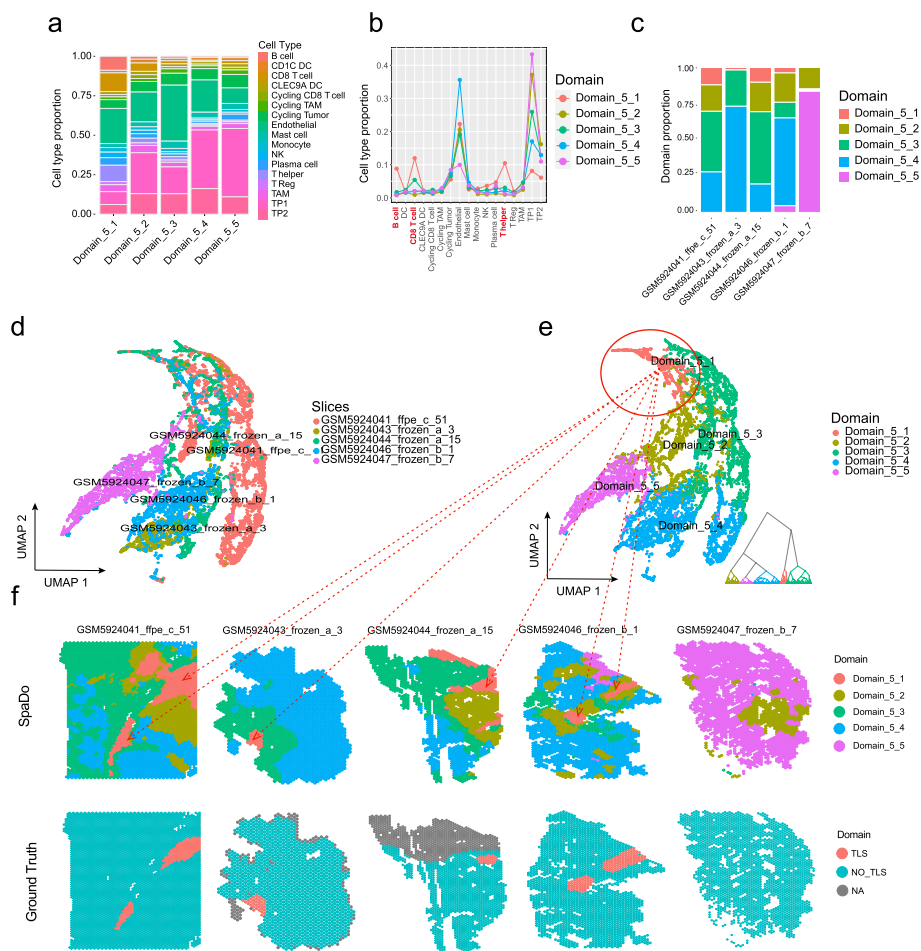 a
b
c
Cell type proportion
1.00
0.75
0.50
0.25
0.00
Domain_5_1
Domain_5_2
Domain_5_3
Domain_5_4
Domain_5_5
Cell Type
B cell
CD1C DC
CD8 T cell
CLEC9A DC
Cycling CD8 T cell
Cycling TAM
Cycling Tumor
Endothelial
Mast cell
Monocyte
NK
Plasma cell
T helper
T Reg
TAM
TP1
TP2
Cell type proportion
0.4
0.3
0.2
0.1
0.0
B cell
DC
CD8 T cell
CLEC9A DC
Cycling CD8 T cell
Cycling TAM
Cycling Tumor
Endothelial
Mast cell
Monocyte
NK
Plasma cell
T helper
T Reg
TAM
TP1
TP2
Domain
Domain_5_1
Domain_5_2
Domain_5_3
Domain_5_4
Domain_5_5
Domain proportion
1.00
0.75
0.50
0.25
0.00
GSM5924041_ffpe_c_51
GSM5924043_frozen_a_3
GSM5924044_frozen_a_15
GSM5924046_frozen_b_1
GSM5924047_frozen_b_7
Domain
Domain_5_1
Domain_5_2
Domain_5_3
Domain_5_4
Domain_5_5
d
e
GSM5924044_frozen_a_15
GSM5924041_ffpe_c_
GSM5924047_frozen_b_7
GSM5924046_frozen_b_1
GSM5924043_frozen_a_3
UMAP 2
UMAP 1
Slices
GSM5924041_ffpe_c_51
GSM5924043_frozen_a_3
GSM5924044_frozen_a_15
GSM5924046_frozen_b_1
GSM5924047_frozen_b_7
Domain_5_1
Domain_5_3
Domain_5_2
Domain_5_5
Domain_5_4
UMAP 2
UMAP 1
Domain
Domain_5_1
Domain_5_2
Domain_5_3
Domain_5_4
Domain_5_5
f
GSM5924041_ffpe_c_51
GSM5924043_frozen_a_3
GSM5924044_frozen_a_15
GSM5924046_frozen_b_1
GSM5924047_frozen_b_7
SpaDo
Domain
Domain_5_1
Domain_5_2
Domain_5_3
Domain_5_4
Domain_5_5
Ground Truth
Domain
TLS
NO_TLS
NA